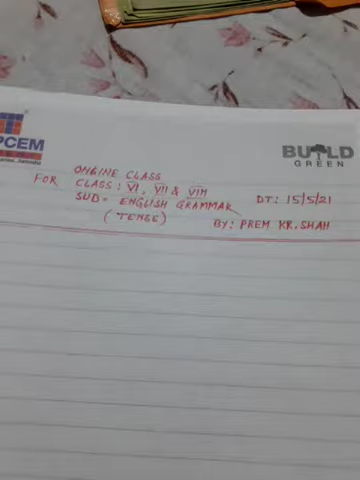 PCEM
BUILD
GREEN
ONGINE CLASS
FOR CLASS: VI, VII & VIII
SUB= ENGLISH GRAMMAR DT: 15/5/21
(TENSE) BY: PREM KR. SHAH